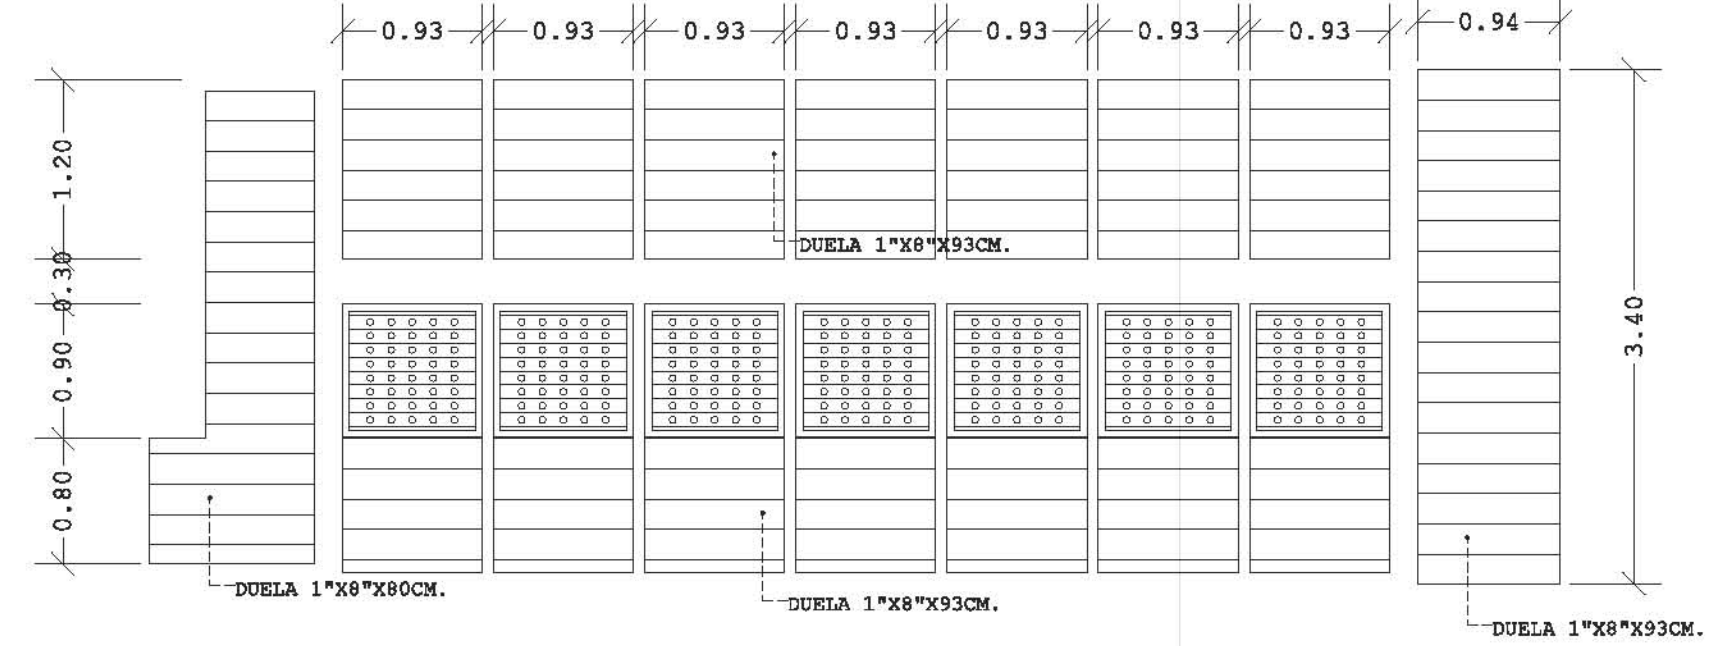 0.93 0.93 0.93 0.93 0.93 0.93 0.93 0.94
1.20
0.30
0.90
0.80
3.40
DUELA 1"X8"X93CM.
DUELA 1"X8"X80CM.
DUELA 1"X8"X93CM.
DUELA 1"X8"X93CM.